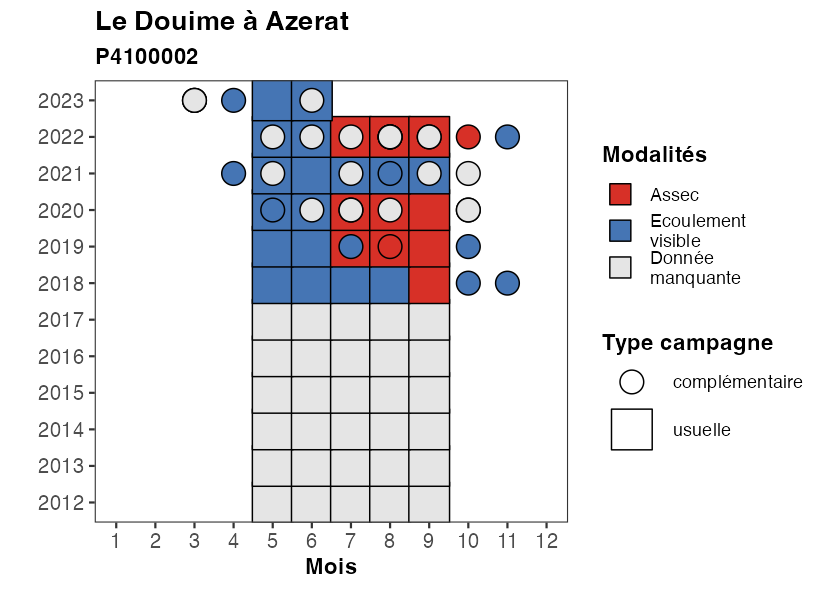 Le Douime à Azerat
P4100002
2023
2022
2021
2020
2019
2018
2017
2016
2015
2014
2013
2012
1 2 3 4 5 6 7 8 9 10 11 12
Mois
Modalités
Assec
Ecoulement
visible
Donnée
manquante
Type campagne
complémentaire
usuelle